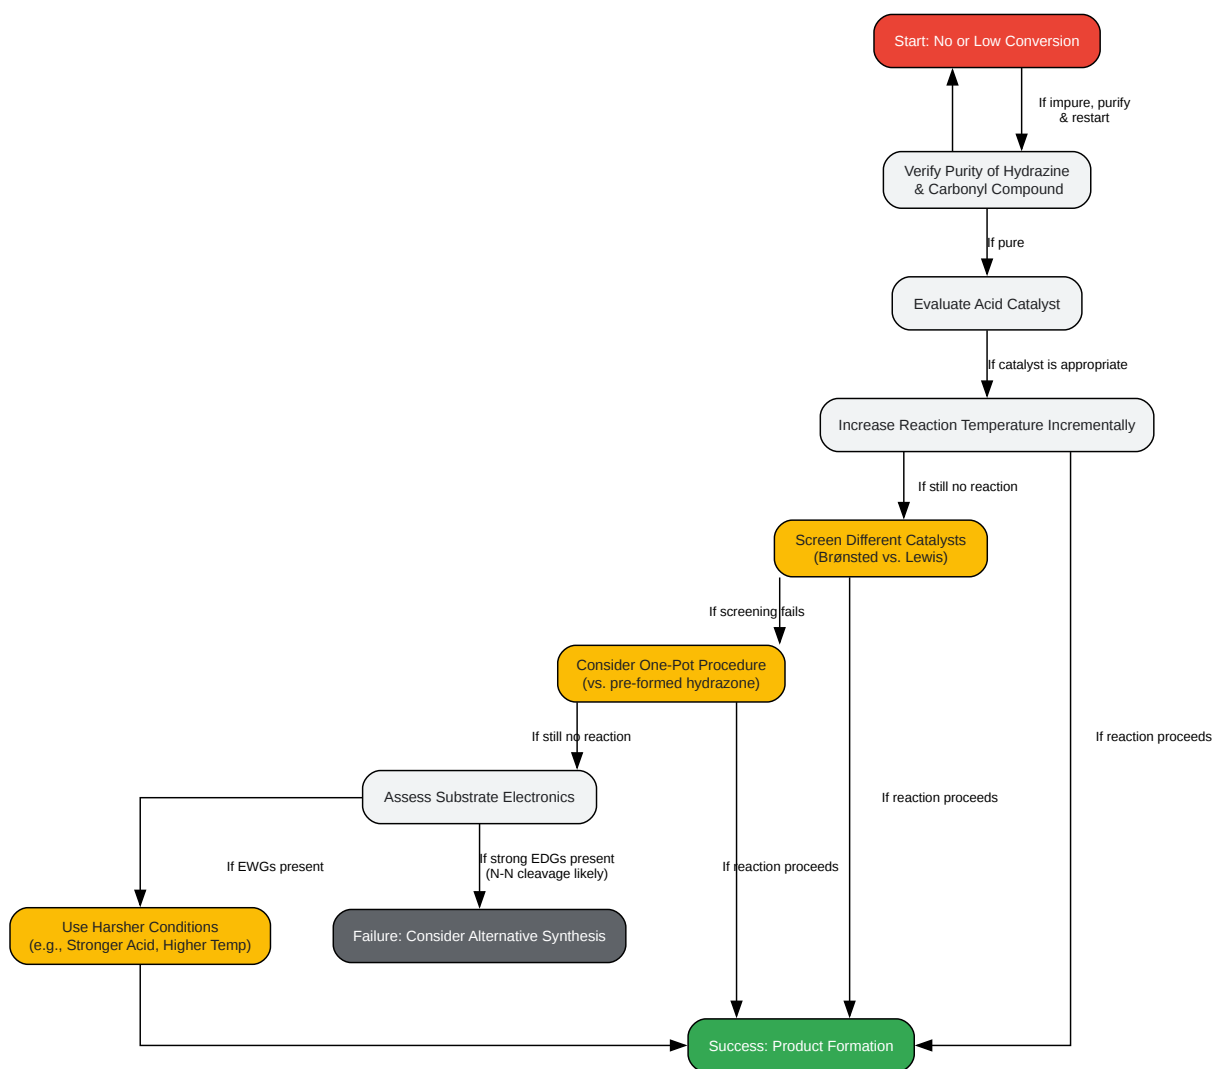 Start: No or Low Conversion
If impure, purify
& restart
Verify Purity of Hydrazine
& Carbonyl Compound
If pure
Evaluate Acid Catalyst
If catalyst is appropriate
Increase Reaction Temperature Incrementally
If still no reaction
Screen Different Catalysts
(Brønsted vs. Lewis)
If screening fails
Consider One-Pot Procedure
(vs. pre-formed hydrazone)
If still no reaction
If reaction proceeds
Assess Substrate Electronics
If reaction proceeds
If EWGs present
If strong EDGs present
(N-N cleavage likely)
If reaction proceeds
Use Harsher Conditions
(e.g., Stronger Acid, Higher Temp)
Failure: Consider Alternative Synthesis
Success: Product Formation